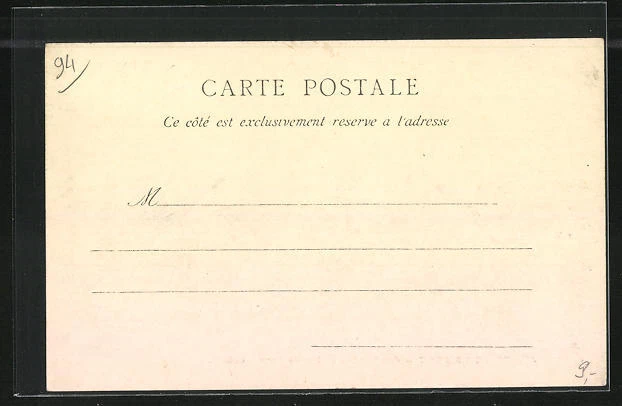 94
CARTE POSTALE
Ce côté est exclusivement reserve a l'adresse
M
9,-